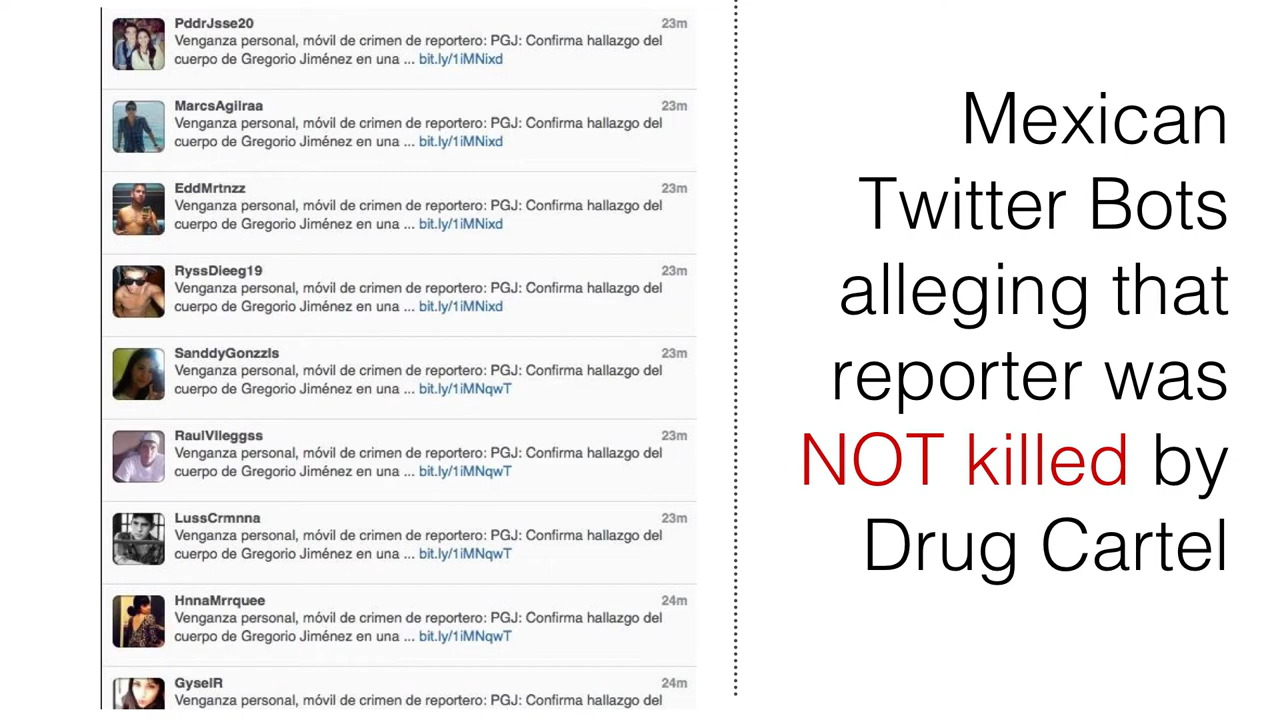 PddrJsse20 23m
Venganza personal, móvil de crimen de reportero: PGJ: Confirma hallazgo del
cuerpo de Gregorio Jiménez en una ... bit.ly/1iMNixd
MarcsAgilraa 23m
Venganza personal, móvil de crimen de reportero: PGJ: Confirma hallazgo del
cuerpo de Gregorio Jiménez en una ... bit.ly/1iMNixd
EddMrtnzz 23m
Venganza personal, móvil de crimen de reportero: PGJ: Confirma hallazgo del
cuerpo de Gregorio Jiménez en una ... bit.ly/1iMNixd
RyssDieeg19 23m
Venganza personal, móvil de crimen de reportero: PGJ: Confirma hallazgo del
cuerpo de Gregorio Jiménez en una ... bit.ly/1iMNixd
SanddyGonzzls 23m
Venganza personal, móvil de crimen de reportero: PGJ: Confirma hallazgo del
cuerpo de Gregorio Jiménez en una ... bit.ly/1iMNqwT
RaulVlleggss 23m
Venganza personal, móvil de crimen de reportero: PGJ: Confirma hallazgo del
cuerpo de Gregorio Jiménez en una ... bit.ly/1iMNqwT
LussCrmnna 23m
Venganza personal, móvil de crimen de reportero: PGJ: Confirma hallazgo del
cuerpo de Gregorio Jiménez en una ... bit.ly/1iMNqwT
HnnaMrrquee 24m
Venganza personal, móvil de crimen de reportero: PGJ: Confirma hallazgo del
cuerpo de Gregorio Jiménez en una ... bit.ly/1iMNqwT
GyselR 24m
Venganza personal, móvil de crimen de reportero: PGJ: Confirma hallazgo del
Mexican
Twitter Bots
alleging that
reporter was
NOT killed by
Drug Cartel